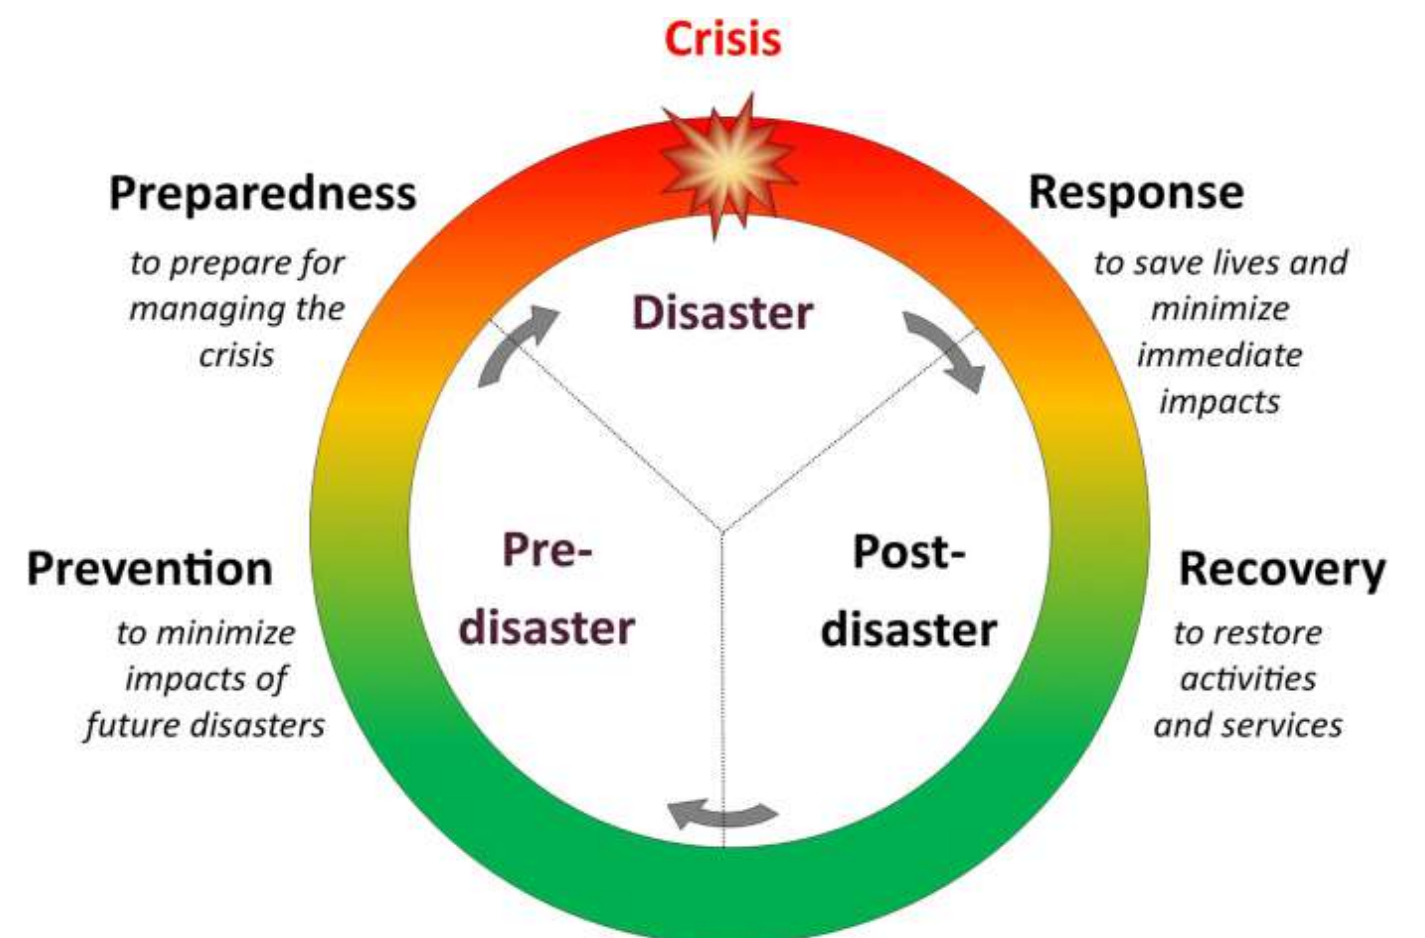 Crisis
Preparedness
to prepare for
managing the
crisis
Response
to save lives and
minimize
immediate
impacts
Disaster
Pre-
disaster
Post-
disaster
Prevention
to minimize
impacts of
future disasters
Recovery
to restore
activities
and services